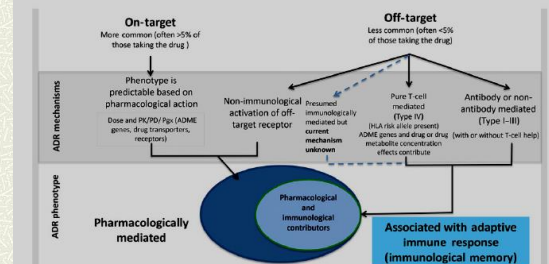 On-target
More common (often >5% of
those taking the drug )
Off-target
Less common (often <5%
of those taking the drug)
ADR mechanisms
Phenotype is
predictable based on
pharmacological action
Dose and PK/PD/ Pgx (ADME
genes, drug transporters,
receptors)
Non-immunological
activation of off-
target receptor
Presumed
immunologically
mediated but
current
mechanism
unknown
Pure T-cell
mediated
(Type IV)
(HLA risk allele present)
ADME genes and drug or drug
metabolite concentration
effects contribute
Antibody or non-
antibody mediated
(Type I–III)
(with or without T-cell help)
ADR phenotype
Pharmacologically
mediated
Pharmacological
and
immunological
contributors
Associated with adaptive
immune response
(immunological memory)